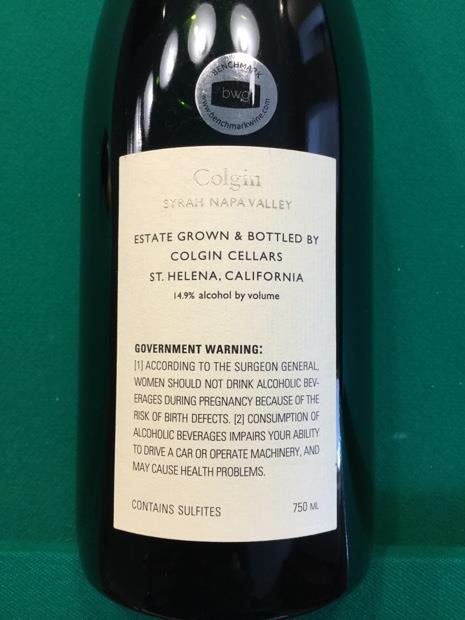 BENCHMARK
bwg
www.benchmarkwine.com
Colgin
SYRAH NAPA VALLEY
ESTATE GROWN & BOTTLED BY
COLGIN CELLARS
ST. HELENA, CALIFORNIA
14.9% alcohol by volume
GOVERNMENT WARNING:
[1] ACCORDING TO THE SURGEON GENERAL,
WOMEN SHOULD NOT DRINK ALCOHOLIC BEV-
ERAGES DURING PREGNANCY BECAUSE OF THE
RISK OF BIRTH DEFECTS. [2] CONSUMPTION OF
ALCOHOLIC BEVERAGES IMPAIRS YOUR ABILITY
TO DRIVE A CAR OR OPERATE MACHINERY, AND
MAY CAUSE HEALTH PROBLEMS.
CONTAINS SULFITES 750 ML